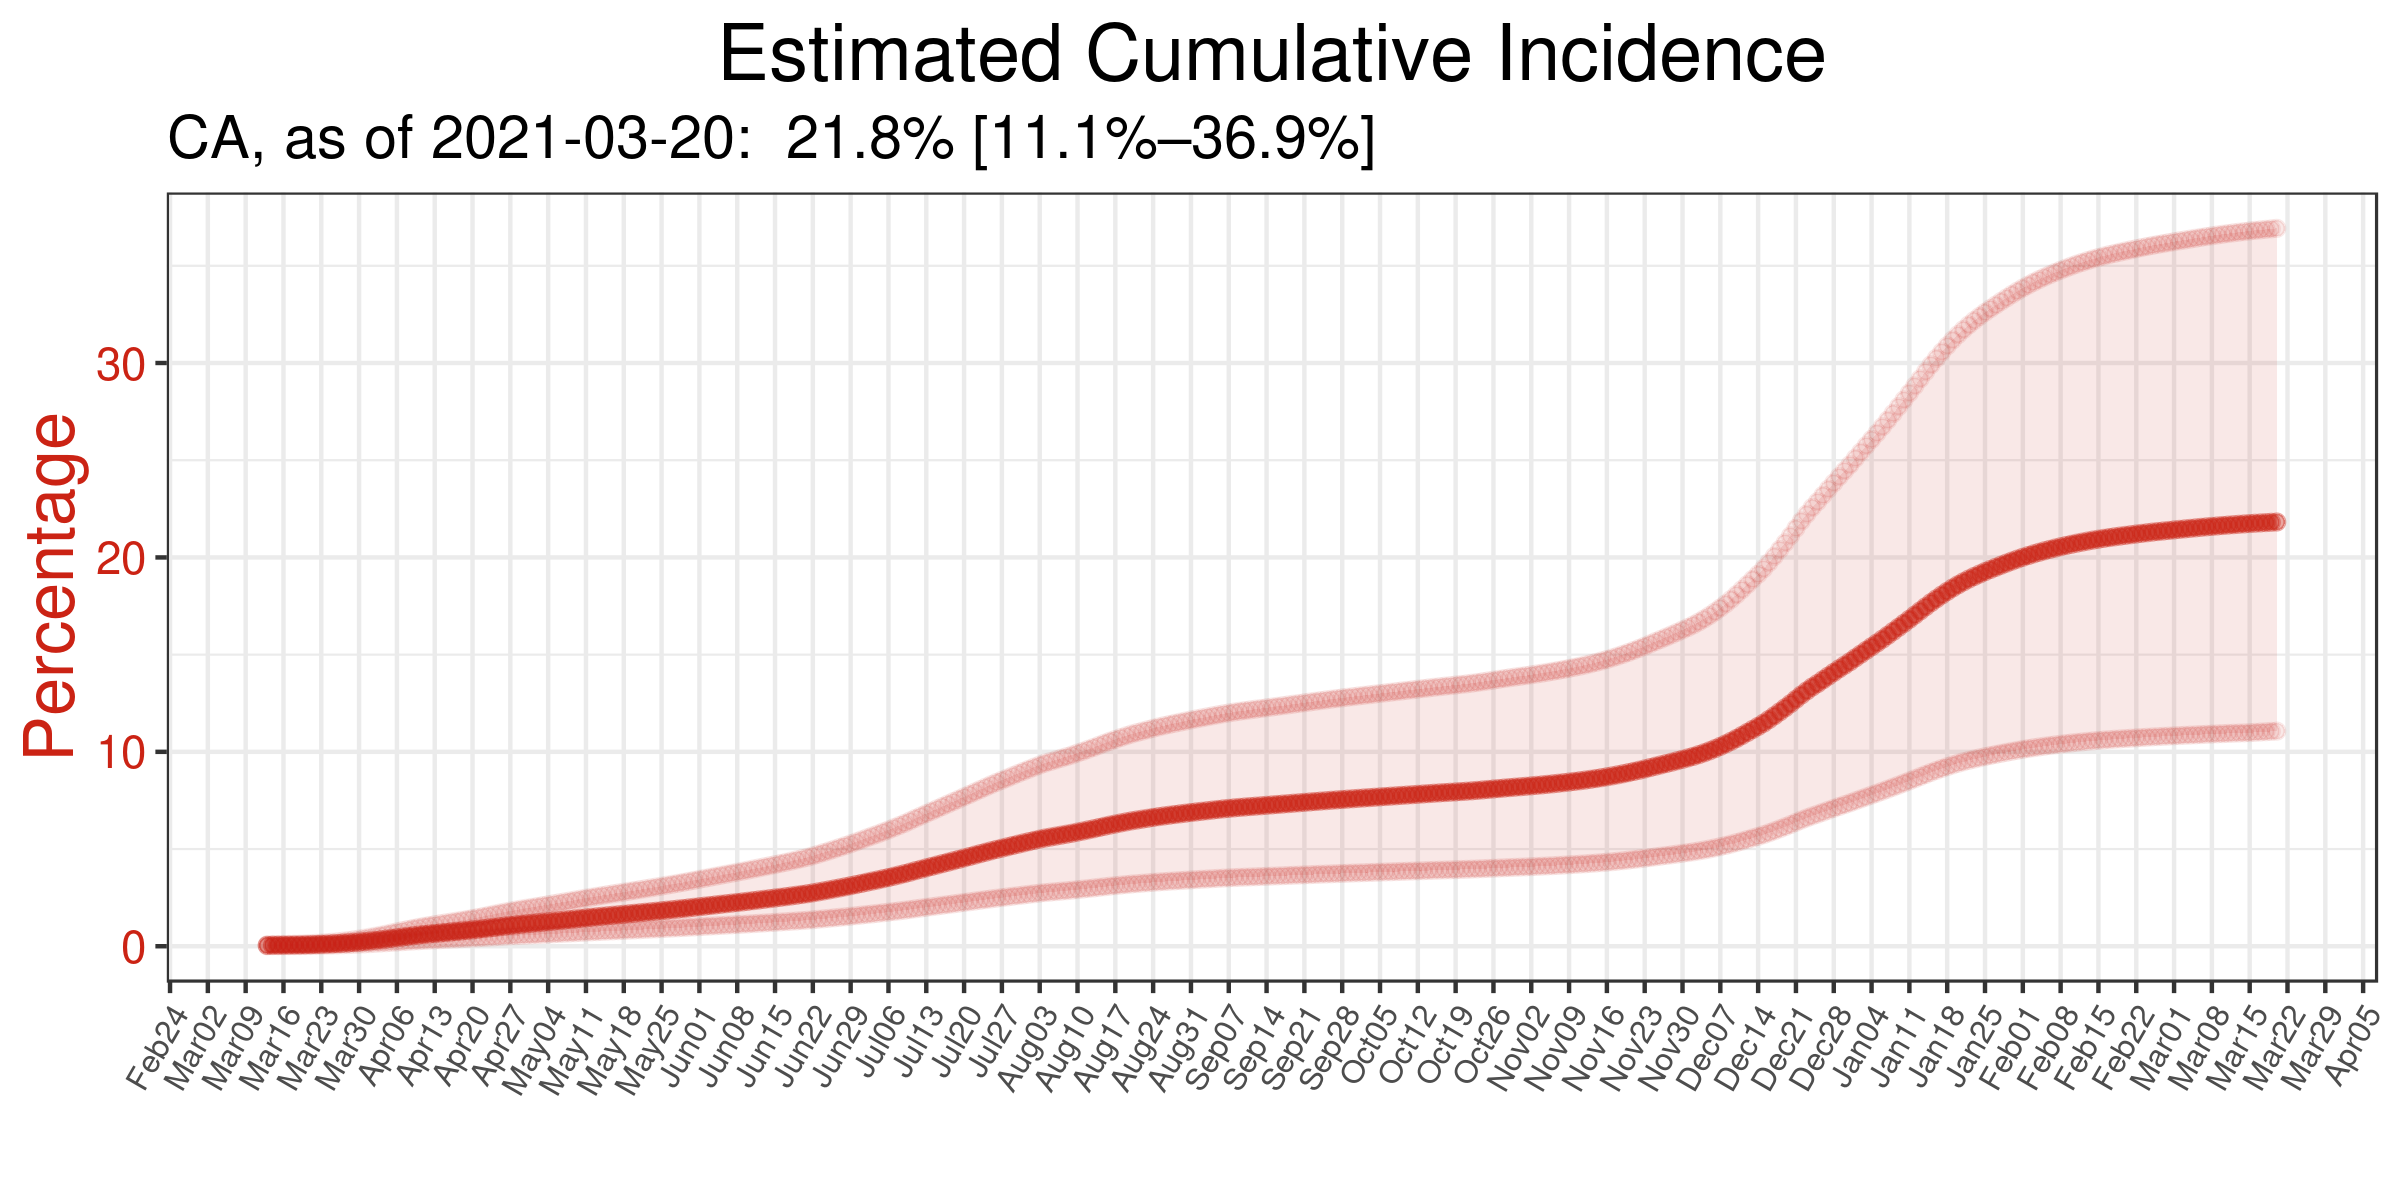 Estimated Cumulative Incidence
CA, as of 2021-03-20:  21.8% [11.1%–36.9%]
Percentage
30
20
10
0
Feb24
Mar02
Mar09
Mar16
Mar23
Mar30
Apr06
Apr13
Apr20
Apr27
May04
May11
May18
May25
Jun01
Jun08
Jun15
Jun22
Jun29
Jul06
Jul13
Jul20
Jul27
Aug03
Aug10
Aug17
Aug24
Aug31
Sep07
Sep14
Sep21
Sep28
Oct05
Oct12
Oct19
Oct26
Nov02
Nov09
Nov16
Nov23
Nov30
Dec07
Dec14
Dec21
Dec28
Jan04
Jan11
Jan18
Jan25
Feb01
Feb08
Feb15
Feb22
Mar01
Mar08
Mar15
Mar22
Mar29
Apr05